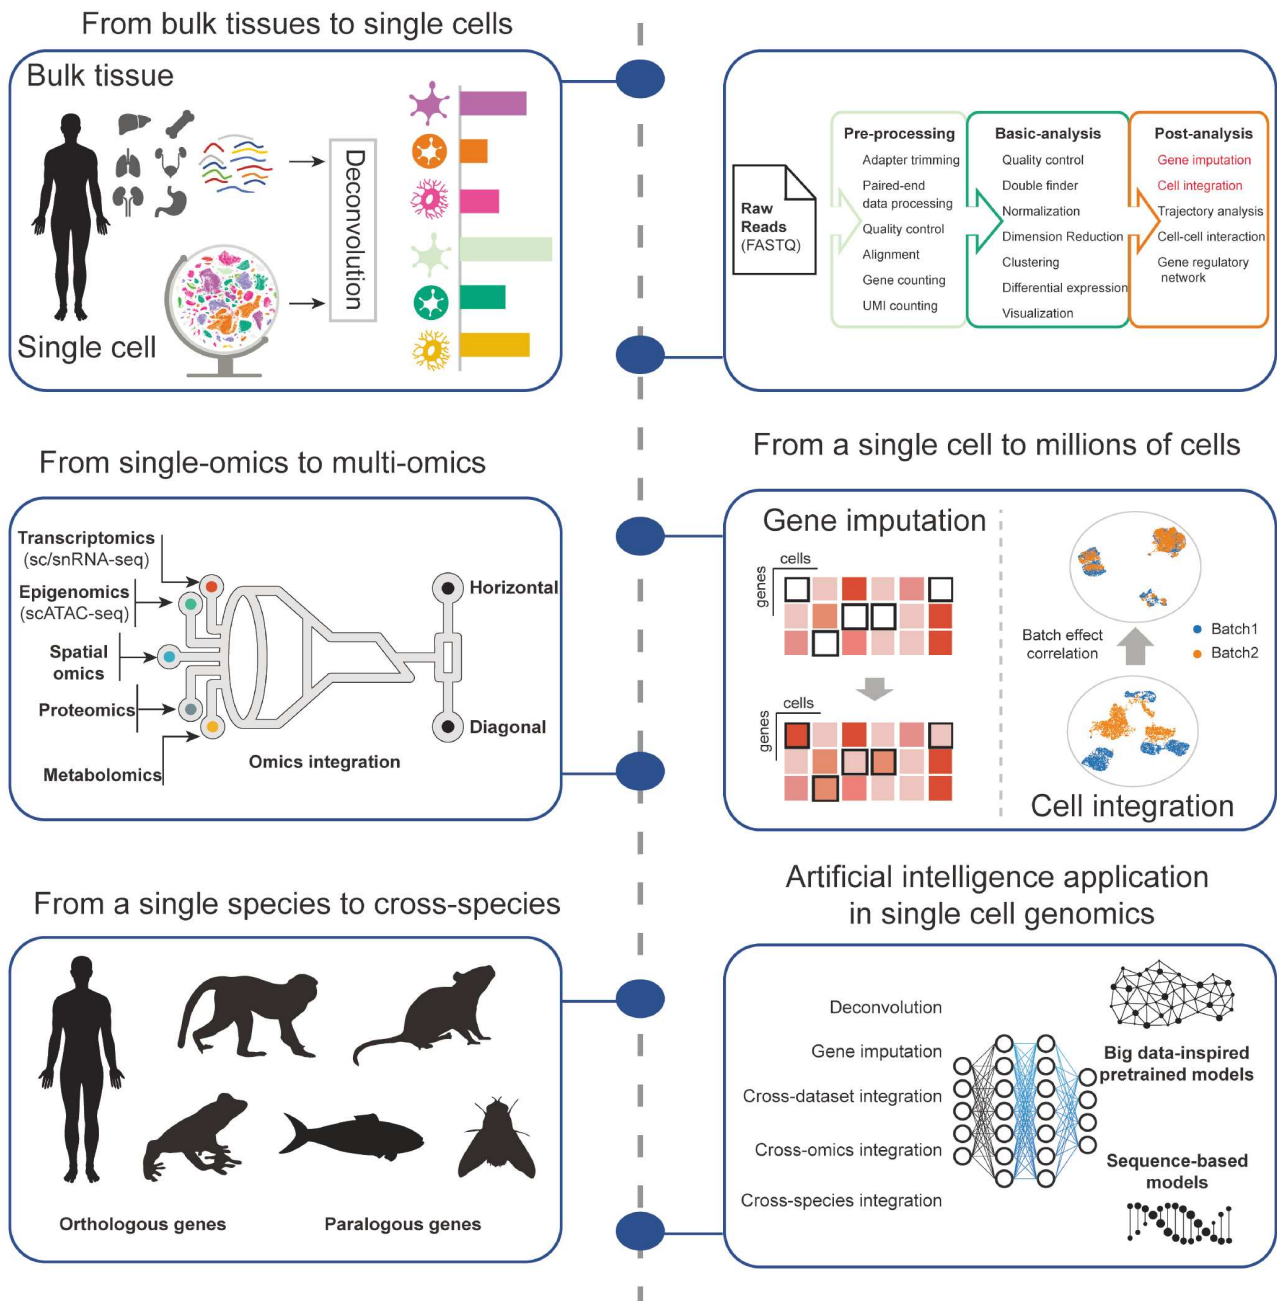 From bulk tissues to single cells
Bulk tissue
Deconvolution
Single cell
Raw
Reads
(FASTQ)
Pre-processing
Adapter trimming
Paired-end
data processing
Quality control
Alignment
Gene counting
UMI counting
Basic-analysis
Quality control
Double finder
Normalization
Dimension Reduction
Clustering
Differential expression
Visualization
Post-analysis
Gene imputation
Cell integration
Trajectory analysis
Cell-cell interaction
Gene regulatory
network
From single-omics to multi-omics
Transcriptomics
(sc/snRNA-seq)
Epigenomics
(scATAC-seq)
Spatial
omics
Proteomics
Metabolomics
Omics integration
Horizontal
Diagonal
From a single cell to millions of cells
Gene imputation
cells
genes
cells
genes
Batch effect
correlation
Batch1
Batch2
Cell integration
From a single species to cross-species
Orthologous genes
Paralogous genes
Artificial intelligence application
in single cell genomics
Deconvolution
Gene imputation
Cross-dataset integration
Cross-omics integration
Cross-species integration
Big data-inspired
pretrained models
Sequence-based
models